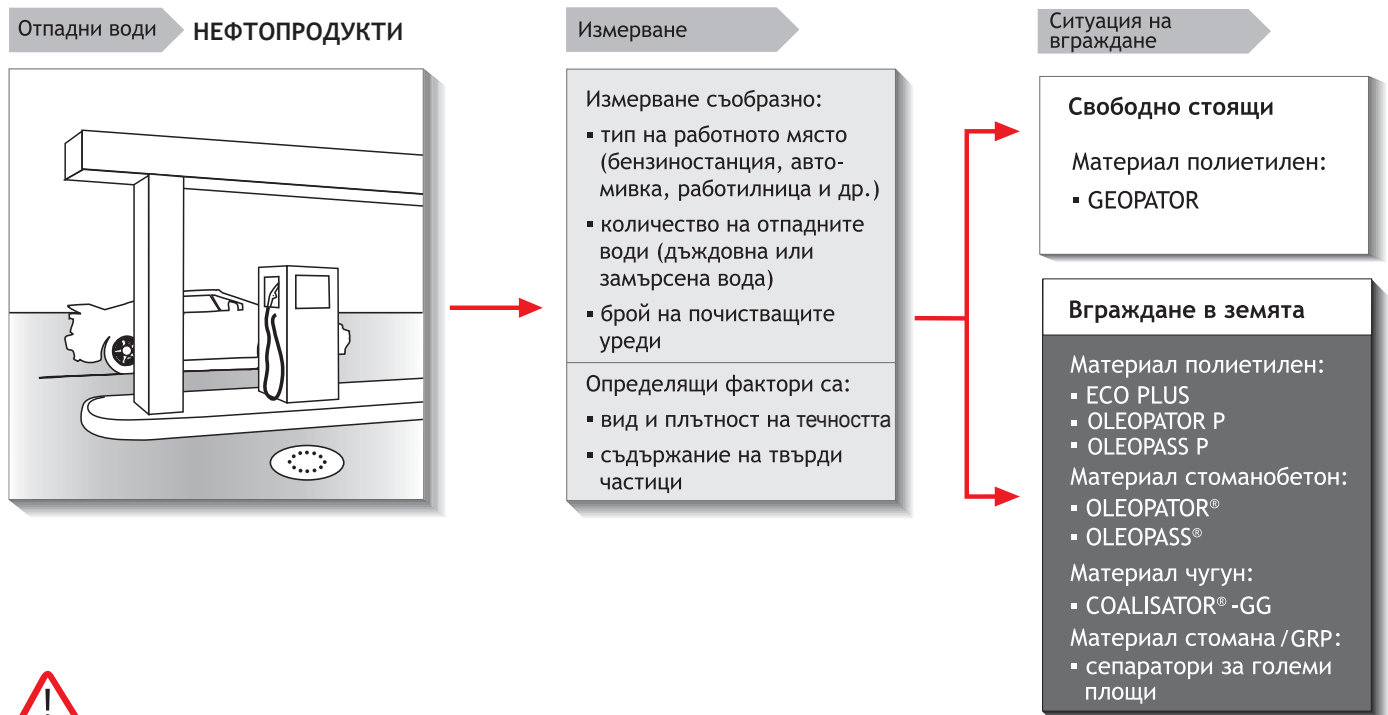 Отпадни води
НЕФТОПРОДУКТИ
Измерване
Измерване съобразно:
▪ тип на работното място
(бензиностанция, авто-
мивка, работилница и др.)
▪ количество на отпадните
води (дъждовна или
замърсена вода)
▪ брой на почистващите
уреди
Определящи фактори са:
▪ вид и плътност на течността
▪ съдържание на твърди
частици
Ситуация на
вграждане
Свободно стоящи
Материал полиетилен:
▪ GEOPATOR
Вграждане в земята
Материал полиетилен:
▪ ECO PLUS
▪ OLEOPATOR P
▪ OLEOPASS P
Материал стоманобетон:
▪ OLEOPATOR®
▪ OLEOPASS®
Материал чугун:
▪ COALISATOR® -GG
Материал стомана /GRP:
▪ сепаратори за големи
площи
!